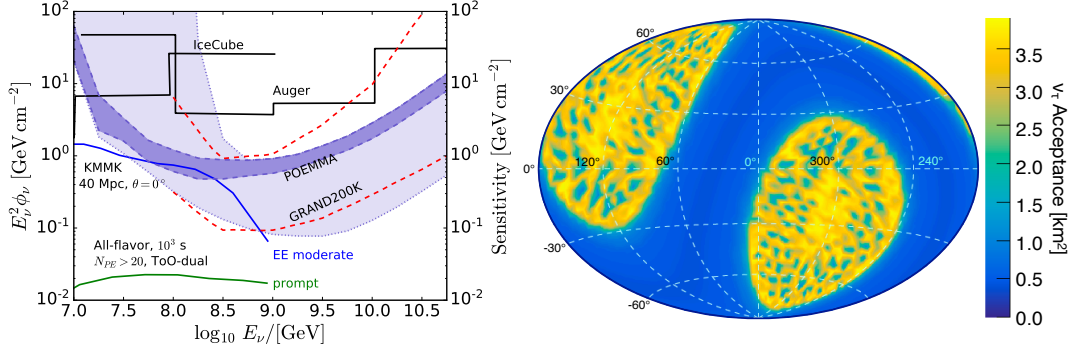 10²
10¹
10⁰
10⁻¹
10⁻²
E²ᵥϕᵥ [GeV cm⁻²]
IceCube
Auger
POEMMA
GRAND200K
KMMK
40 Mpc, θ=0°
All-flavor, 10³ s
N_PE > 20, ToO-dual
EE moderate
prompt
7.0 7.5 8.0 8.5 9.0 9.5 10.0 10.5
log₁₀ Eᵥ/[GeV]
10²
10¹
10⁰
10⁻¹
10⁻²
Sensitivity [GeV cm⁻²]
60°
30°
0°
120° 60° 0° 300° 240°
-30°
-60°
3.5
3.0
2.5
2.0
1.5
1.0
0.5
0.0
ντ Acceptance [km²]